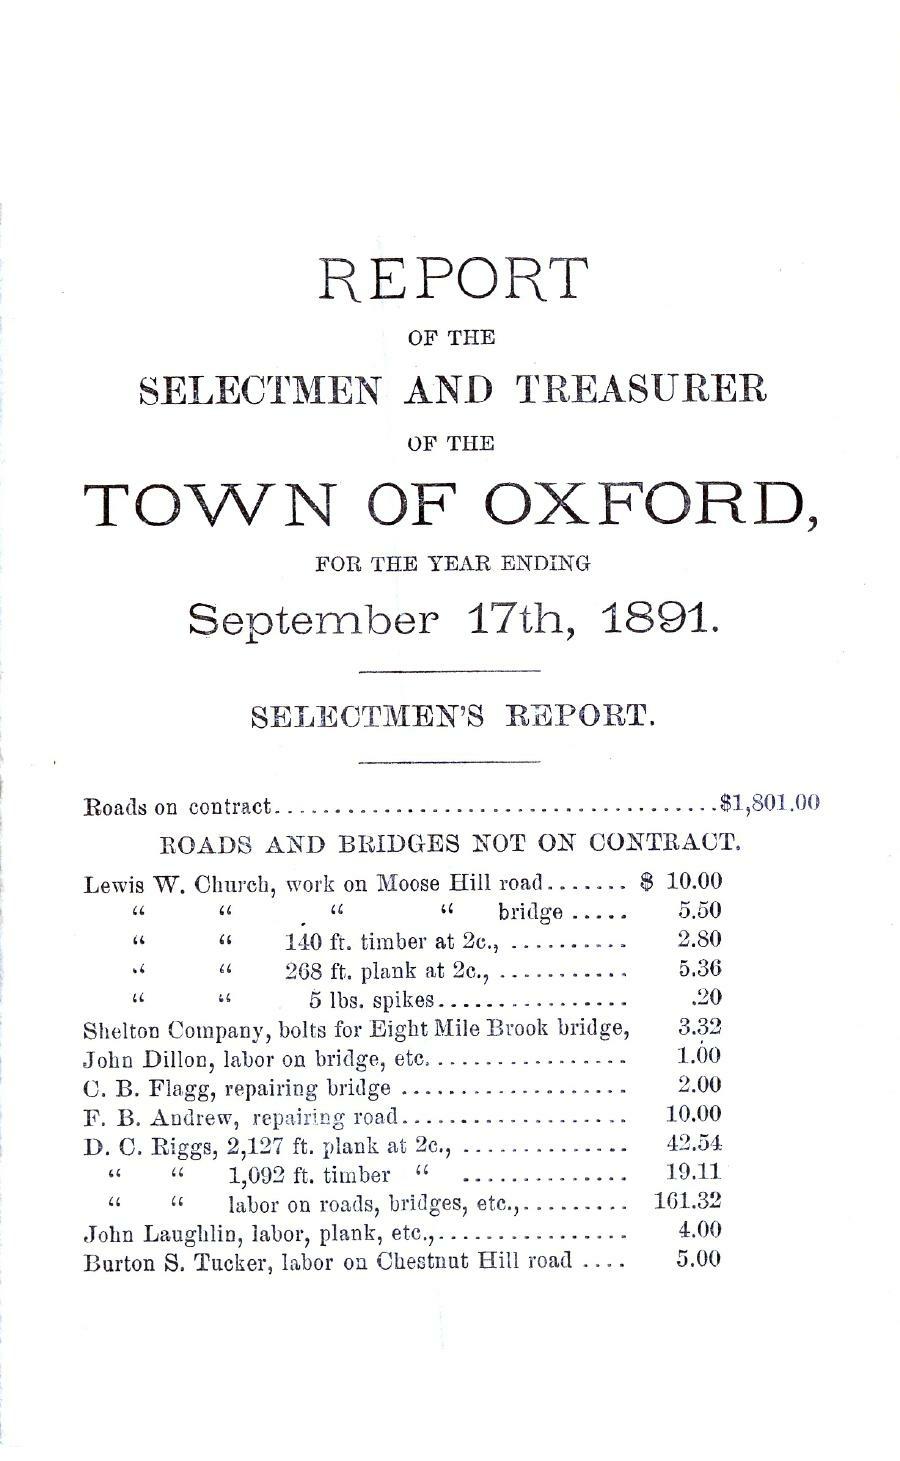 REPORT
OF THE
SELECTMEN AND TREASURER
OF THE
TOWN OF OXFORD,
FOR THE YEAR ENDING
September 17th, 1891.
SELECTMEN'S REPORT.
Roads on contract.....................................$1,801.00
ROADS AND BRIDGES NOT ON CONTRACT.
Lewis W. Church, work on Moose Hill road....... $ 10.00
“ “ “ “ bridge ..... 5.50
“ “ 140 ft. timber at 2c., .......... 2.80
“ “ 268 ft. plank at 2c., ........... 5.36
“ “ 5 lbs. spikes................ .20
Shelton Company, bolts for Eight Mile Brook bridge, 3.32
John Dillon, labor on bridge, etc................. 1.00
C. B. Flagg, repairing bridge ................... 2.00
F. B. Andrew, repairing road................... 10.00
D. C. Riggs, 2,127 ft. plank at 2c., .............. 42.54
“ “ 1,092 ft. timber “ .............. 19.11
“ “ labor on roads, bridges, etc.,......... 161.32
John Laughlin, labor, plank, etc.,................ 4.00
Burton S. Tucker, labor on Chestnut Hill road .... 5.00